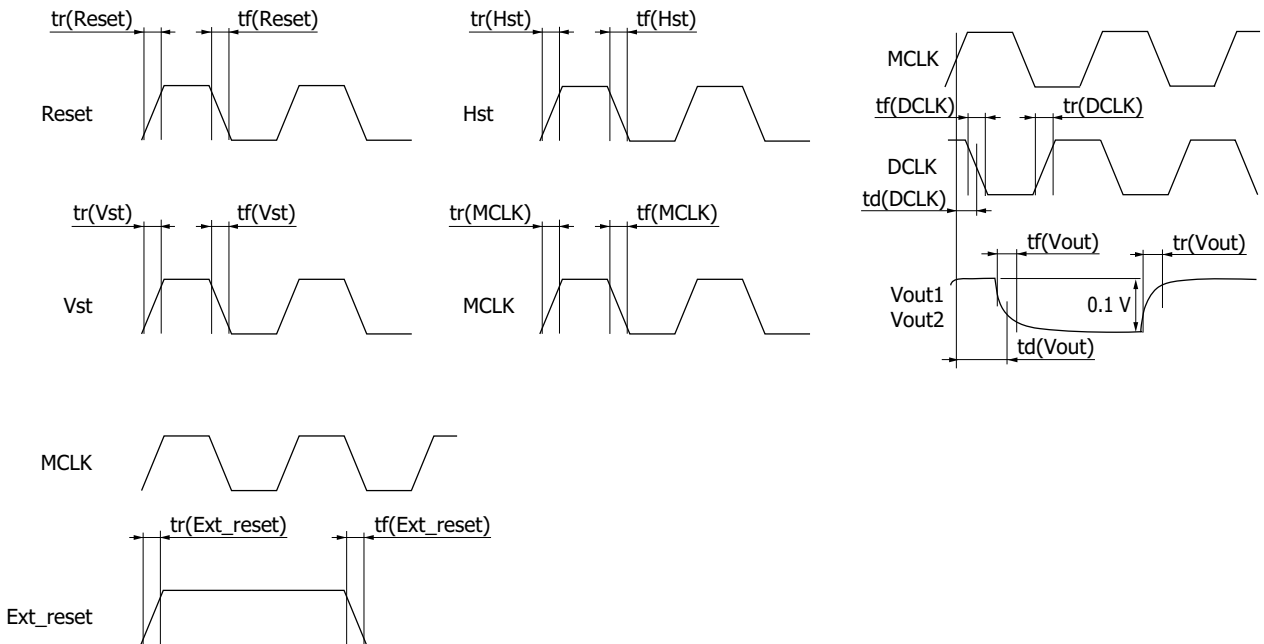 tr(Reset) tf(Reset)
Reset
tr(Hst) tf(Hst)
Hst
MCLK
tf(DCLK) tr(DCLK)
DCLK
td(DCLK)
tf(Vout) tr(Vout)
Vout1
Vout2
0.1 V
td(Vout)
tr(Vst) tf(Vst)
Vst
tr(MCLK) tf(MCLK)
MCLK
MCLK
tr(Ext_reset) tf(Ext_reset)
Ext_reset